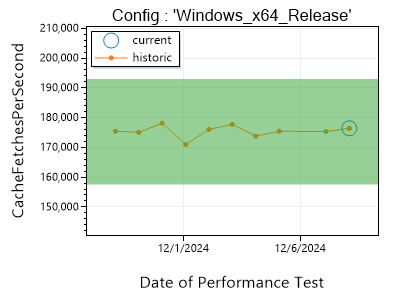 Config : 'Windows_x64_Release'
210,000
200,000
190,000
180,000
170,000
160,000
150,000
CacheFetchesPerSecond
current
historic
12/1/2024
12/6/2024
Date of Performance Test